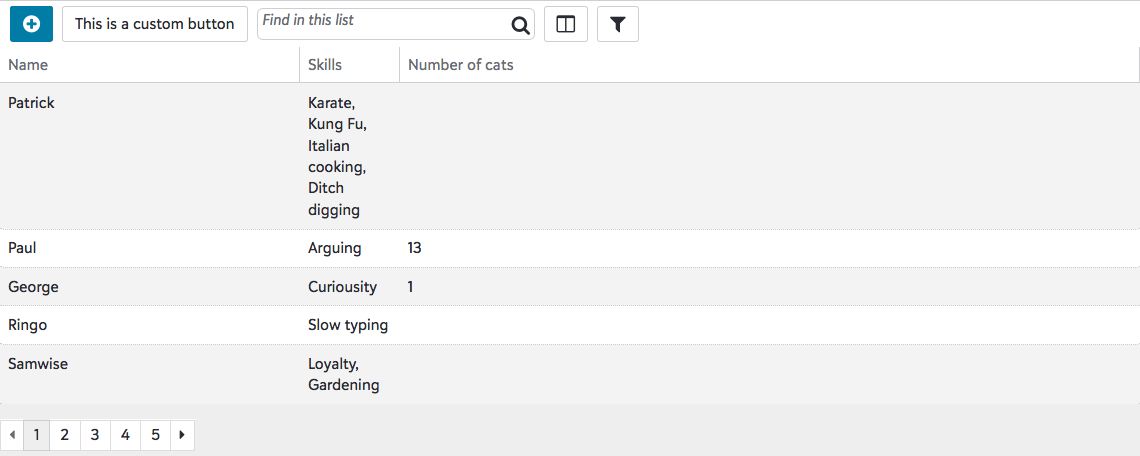 This is a custom button Find in this list
Name Skills Number of cats
Patrick Karate,
Kung Fu,
Italian
cooking,
Ditch
digging
Paul Arguing 13
George Curiousity 1
Ringo Slow typing
Samwise Loyalty,
Gardening
1 2 3 4 5